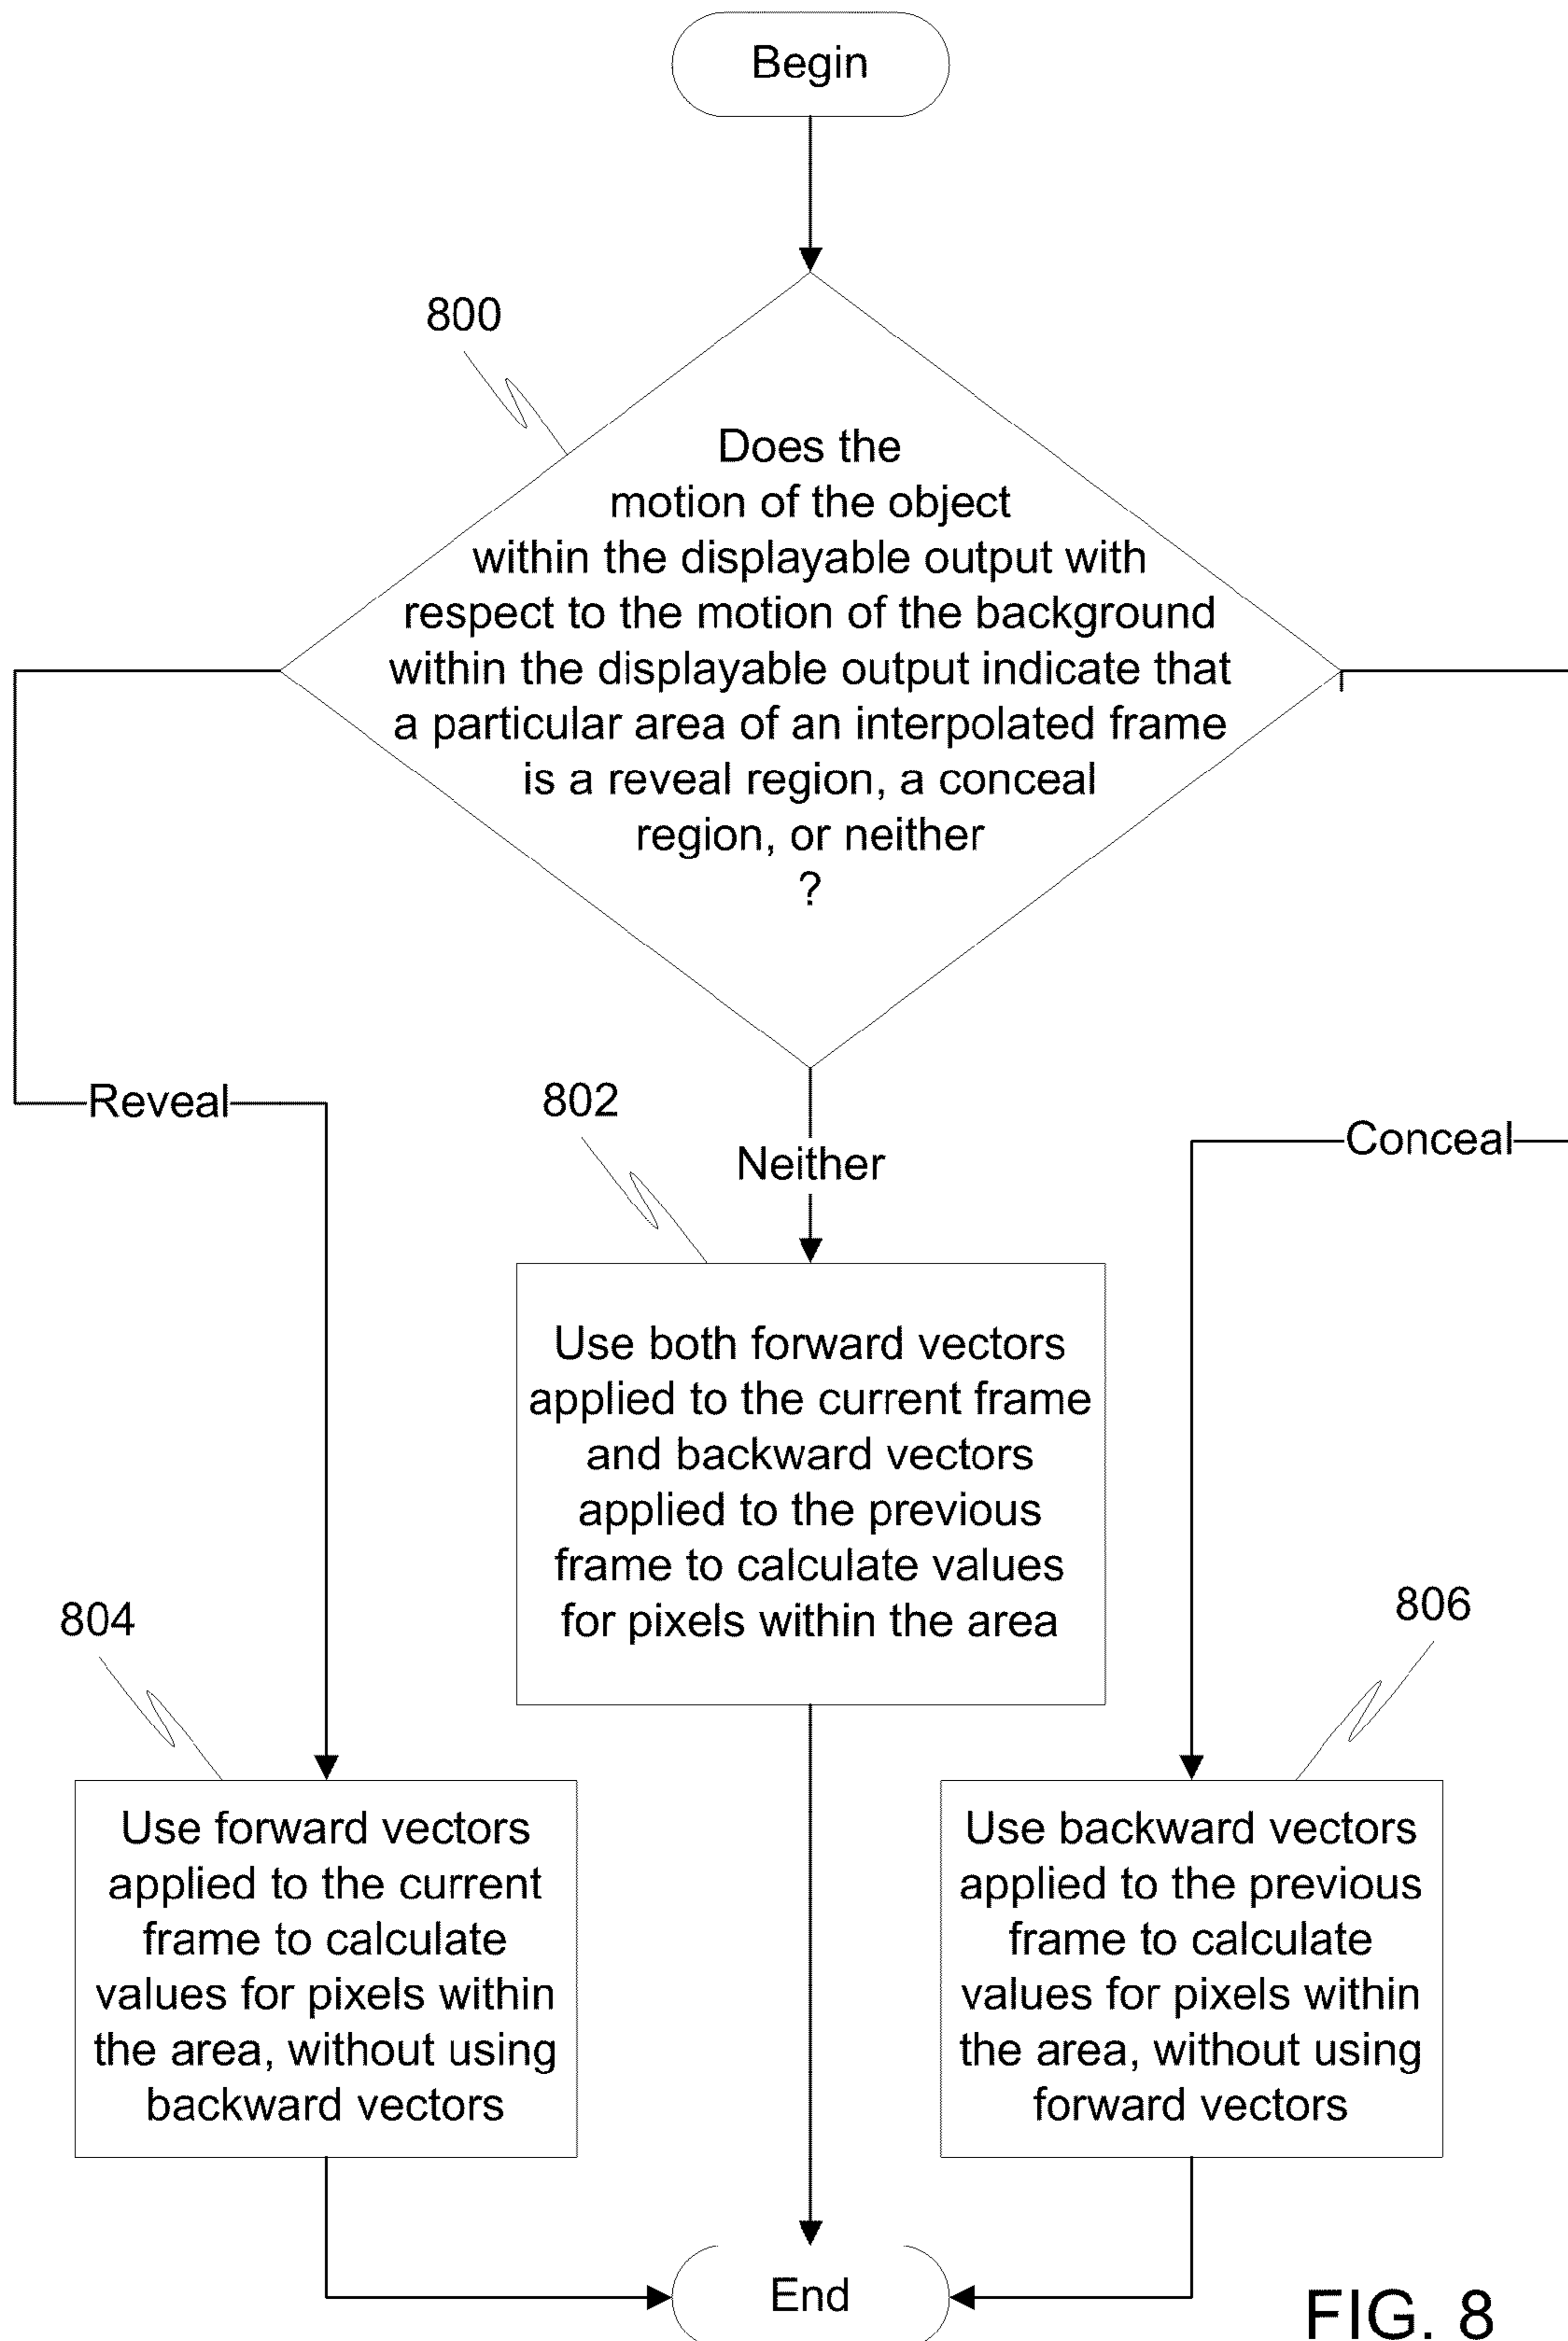 Begin
800
Does the
motion of the object
within the displayable output with
respect to the motion of the background
within the displayable output indicate that
a particular area of an interpolated frame
is a reveal region, a conceal
region, or neither
?
Reveal
802
Neither
Conceal
Use both forward vectors
applied to the current frame
and backward vectors
applied to the previous
frame to calculate values
for pixels within the area
804
806
Use forward vectors
applied to the current
frame to calculate
values for pixels within
the area, without using
backward vectors
Use backward vectors
applied to the previous
frame to calculate
values for pixels within
the area, without using
forward vectors
End
FIG. 8